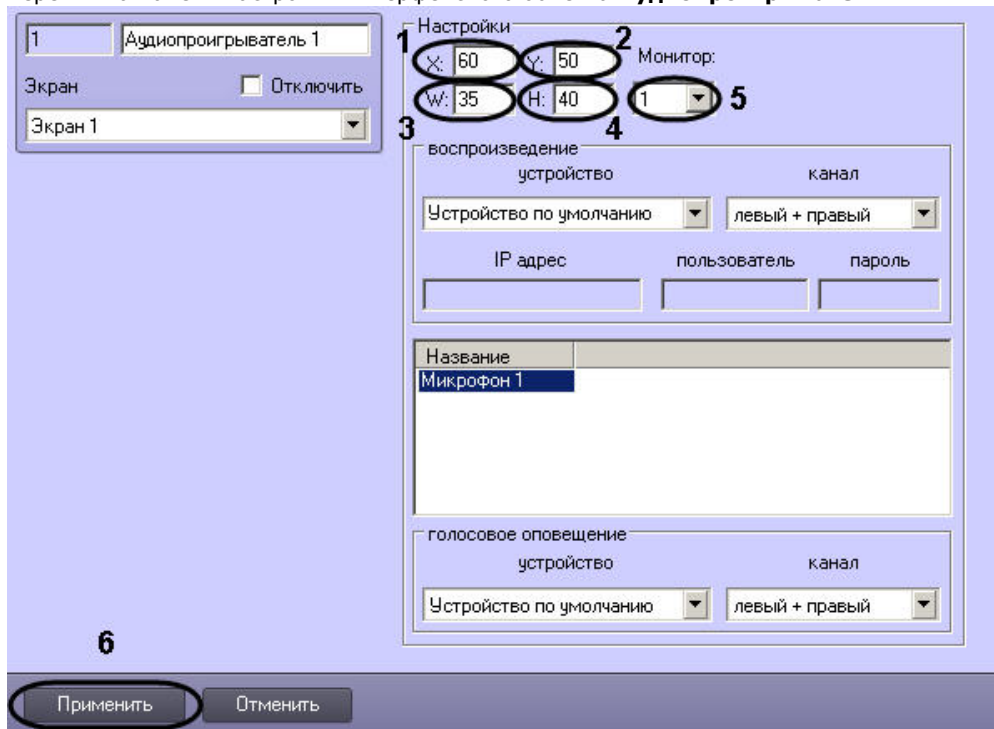 1 Аудиопроигрыватель 1
Экран Отключить
Экран 1
Настройки
1 X: 60 Y: 50 2 Монитор:
3 W: 35 H: 40 4 1 5
воспроизведение
устройство канал
Устройство по умолчанию левый + правый
IP адрес пользователь пароль
Название
Микрофон 1
голосовое оповещение
устройство канал
Устройство по умолчанию левый + правый
6
Применить Отменить